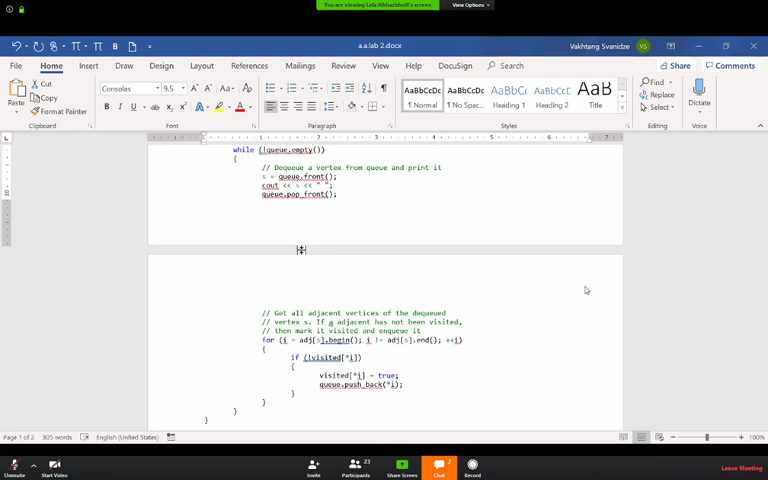 You are viewing Lela Alkhazishvili's screen View Options
a.a.lab 2.docx
Vakhtang Svanidze VS
File Home Insert Draw Design Layout References Mailings Review View Help DocuSign Search Share Comments
Paste
Cut
Copy
Format Painter
Clipboard
Consolas 9.5
Font
Paragraph
AaBbCcDc AaBbCcDc AaBbCc AaBbCcD AaB
¶ Normal ¶ No Spac... Heading 1 Heading 2 Title
Styles
Find
Replace
Select
Editing
Dictate
Voice
while (!queue.empty())
{
// Dequeue a vertex from queue and print it
s = queue.front();
cout << s << " ";
queue.pop_front();
// Get all adjacent vertices of the dequeued
// vertex s. If a adjacent has not been visited,
// then mark it visited and enqueue it
for (i = adj[s].begin(); i != adj[s].end(); ++i)
{
if (!visited[*i])
{
visited[*i] = true;
queue.push_back(*i);
}
}
}
}
Page 1 of 2 305 words English (United States) 100%
Unmute Start Video Invite Participants 23 Share Screen Chat 2 Record Leave Meeting